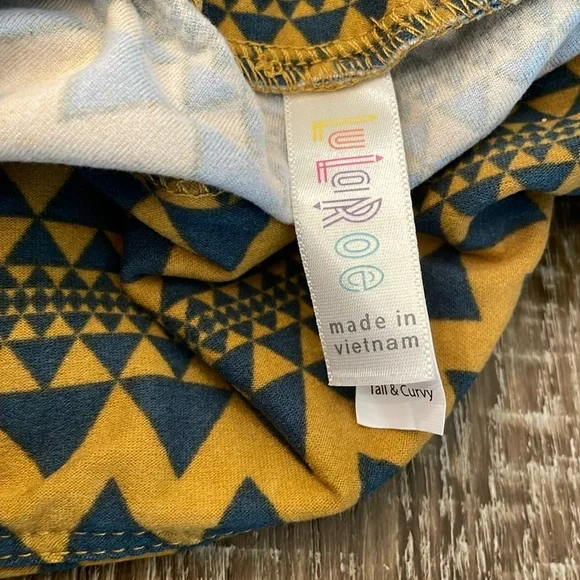 LuLaRoe
made in
vietnam
Tall & Curvy